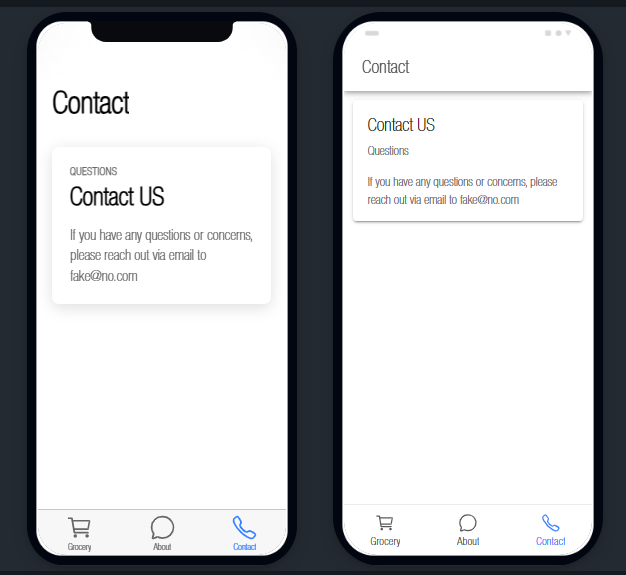 Contact
QUESTIONS
Contact US
If you have any questions or concerns,
please reach out via email to
fake@no.com
Grocery
About
Contact
Contact
Contact US
Questions
If you have any questions or concerns, please
reach out via email to fake@no.com
Grocery
About
Contact